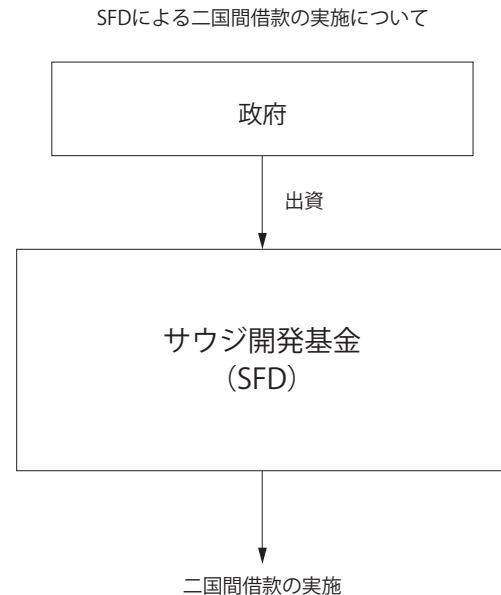 SFDによる二国間借款の実施について
政府
出資
サウジ開発基金
（SFD）
二国間借款の実施